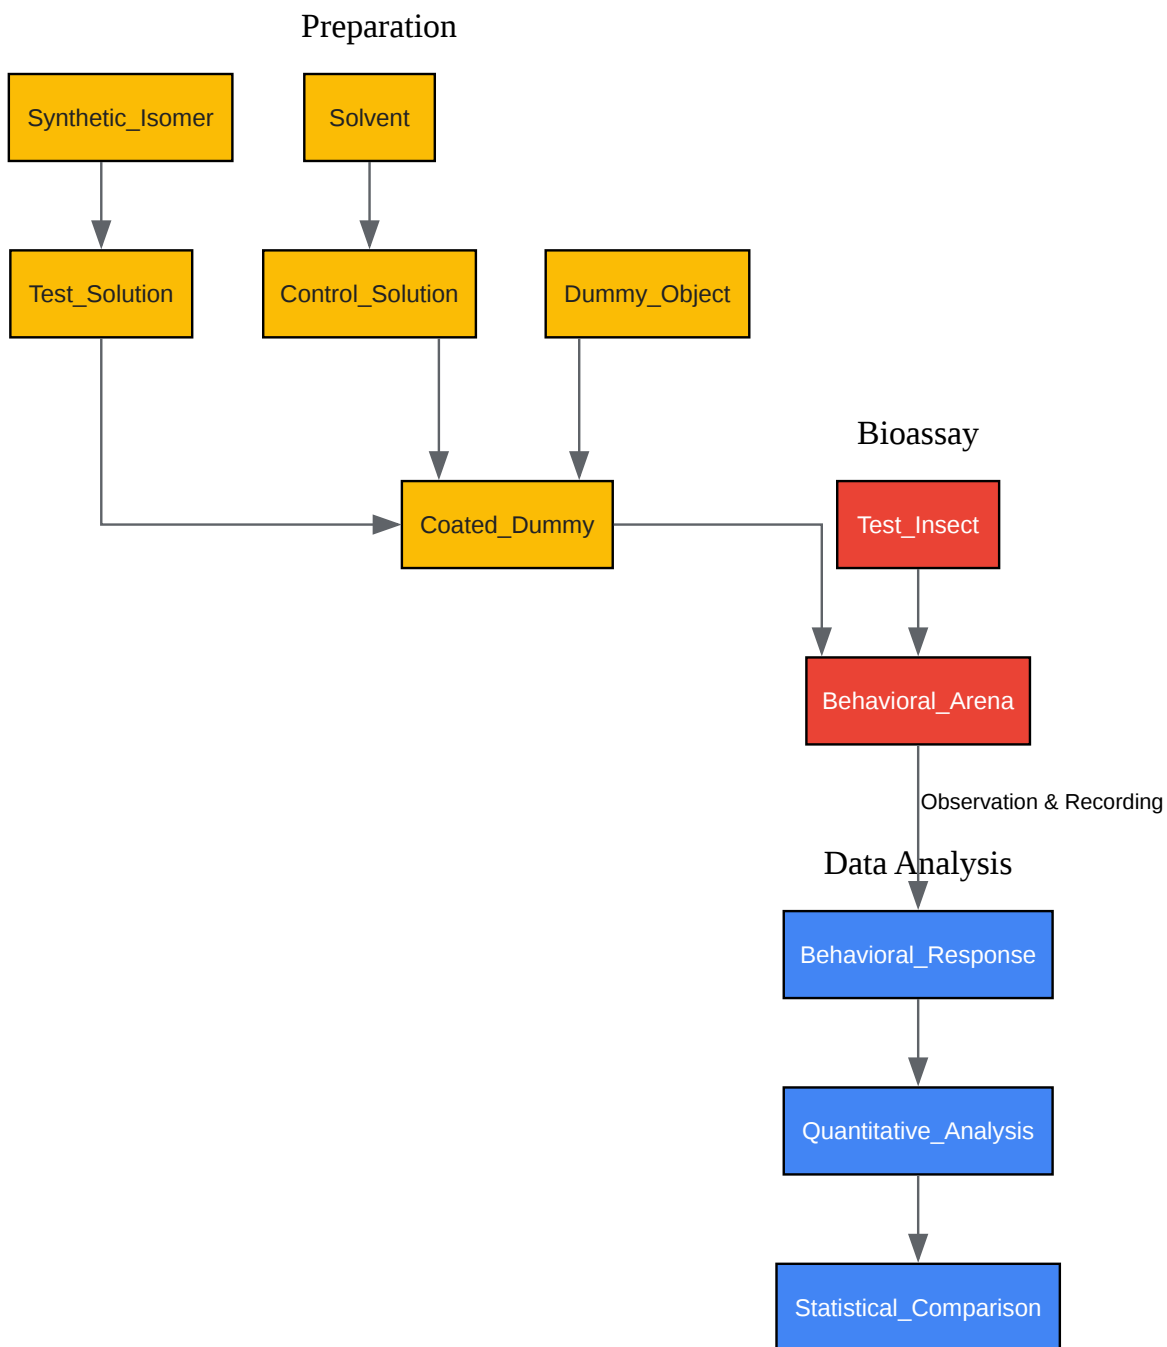 Preparation
Synthetic_Isomer
Solvent
Test_Solution
Control_Solution
Dummy_Object
Bioassay
Coated_Dummy
Test_Insect
Behavioral_Arena
Observation & Recording
Data Analysis
Behavioral_Response
Quantitative_Analysis
Statistical_Comparison